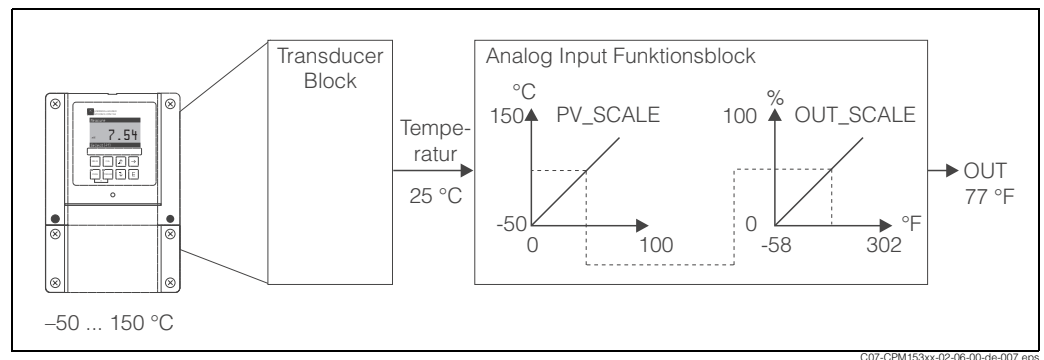 Transducer
Block
Analog Input Funktionsblock
°C
150
PV_SCALE
-50
0
100
%
100
OUT_SCALE
0
-58
302
°F
Tempe-
ratur
25 °C
OUT
77 °F
7.54
–50 ... 150 °C
C07-CPM153xx-02-06-00-de-007.eps